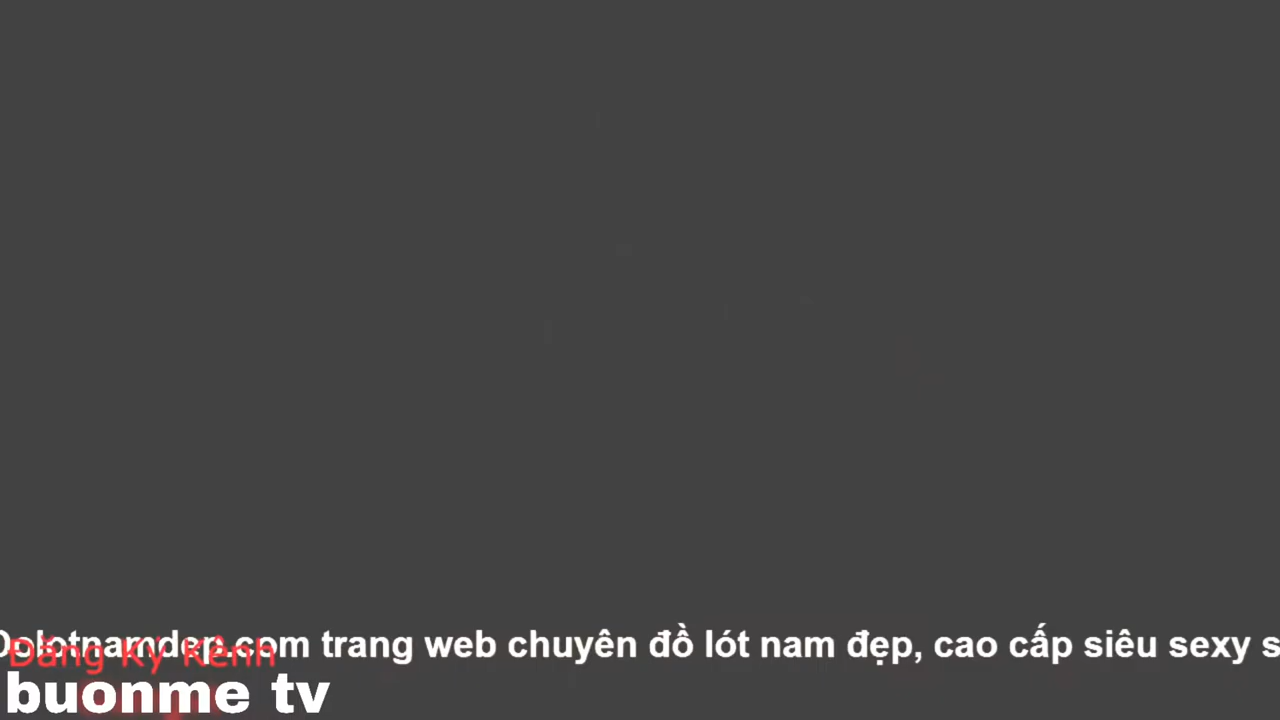 Dolotnamdep.com trang web chuyên đồ lót nam đẹp, cao cấp siêu sexy s
Đăng Ký Kênh
buonme tv